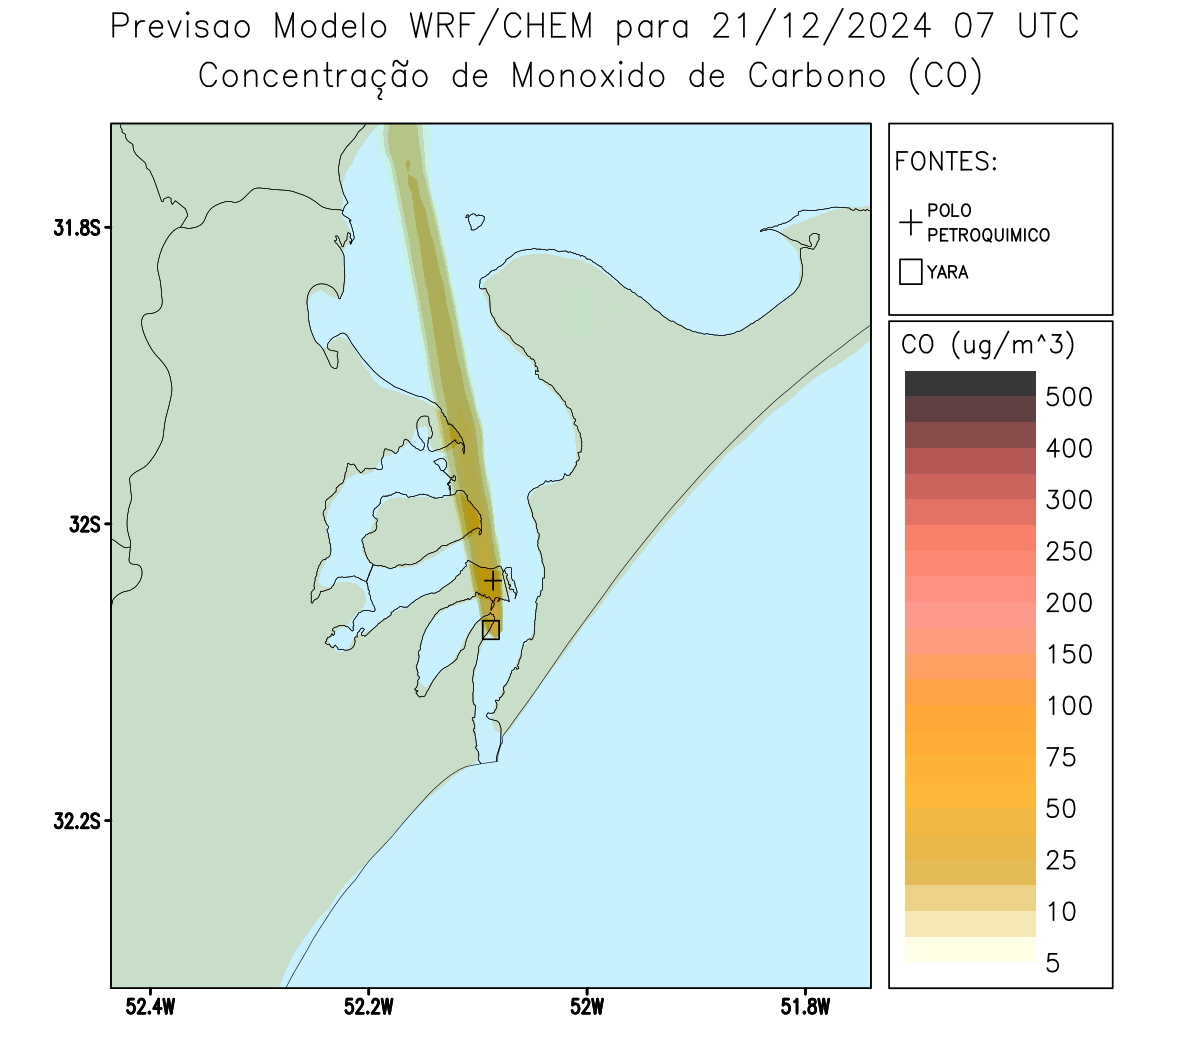 Previsao Modelo WRF/CHEM para 21/12/2024 07 UTC
Concentração de Monoxido de Carbono (CO)
FONTES:
POLO
PETROQUIMICO
YARA
CO (ug/m^3)
500
400
300
250
200
150
100
75
50
25
10
5
31.8S
32S
32.2S
52.4W
52.2W
52W
51.8W